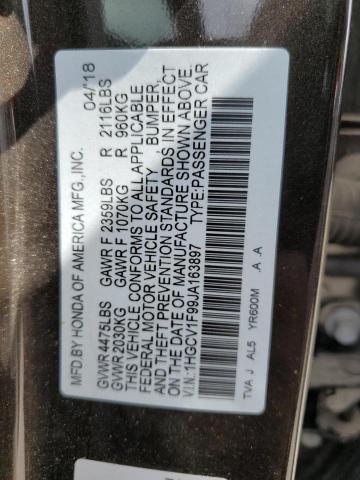 MFD BY HONDA OF AMERICA MFG.,INC. 04/18
GVWR 4475LBS GAWR F 2359LBS R 2116LBS
GVWR 2030KG GAWR F 1070KG R 960KG
THIS VEHICLE CONFORMS TO ALL APPLICABLE
FEDERAL MOTOR VEHICLE SAFETY BUMPER,
AND THEFT PREVENTION STANDARDS IN EFFECT
ON THE DATE OF MANUFACTURE SHOWN ABOVE.
V.I.N.:1HGCV1F99JA163897 TYPE:PASSENGER CAR
TVA J AL5 YR600M .A .A